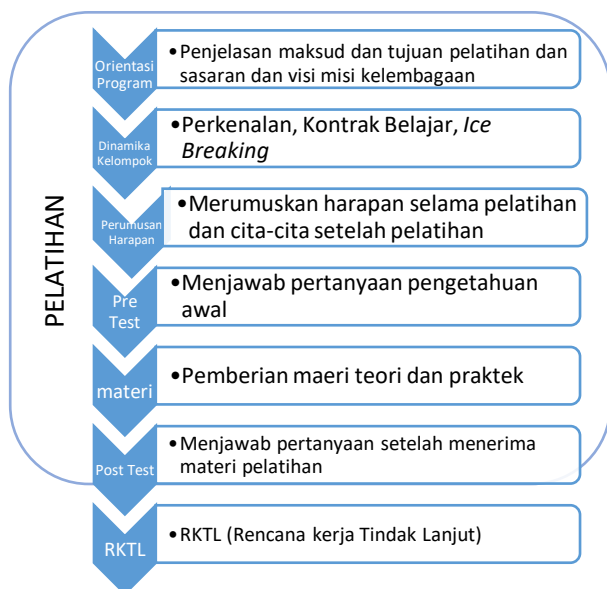 PELATIHAN
Orientasi
Program
•Penjelasan maksud dan tujuan pelatihan dan
sasaran dan visi misi kelembagaan
Dinamika
Kelompok
•Perkenalan, Kontrak Belajar, Ice
Breaking
Perumusan
Harapan
•Merumuskan harapan selama pelatihan
dan cita-cita setelah pelatihan
Pre
Test
•Menjawab pertanyaan pengetahuan
awal
materi
•Pemberian maeri teori dan praktek
Post Test
•Menjawab pertanyaan setelah menerima
materi pelatihan
RKTL
•RKTL (Rencana kerja Tindak Lanjut)